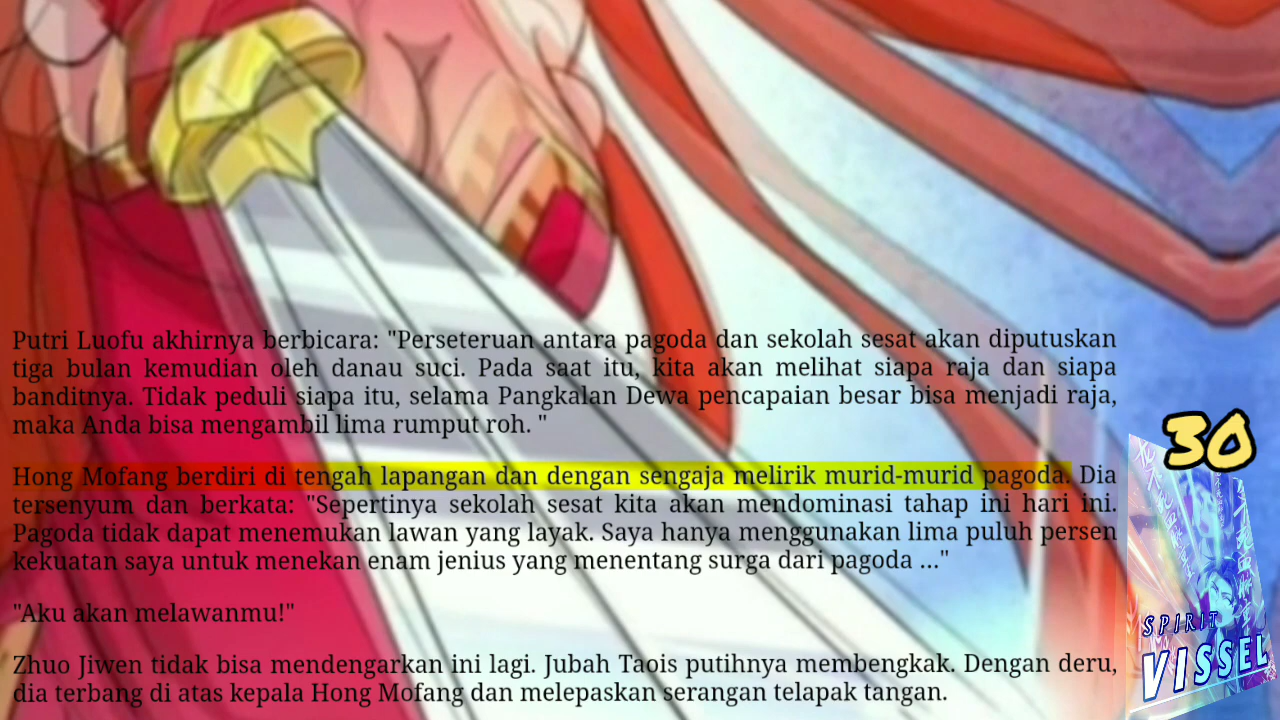 Putri Luofu akhirnya berbicara: "Perseteruan antara pagoda dan sekolah sesat akan diputuskan
tiga bulan kemudian oleh danau suci. Pada saat itu, kita akan melihat siapa raja dan siapa
banditnya. Tidak peduli siapa itu, selama Pangkalan Dewa pencapaian besar bisa menjadi raja,
maka Anda bisa mengambil lima rumput roh. "
Hong Mofang berdiri di tengah lapangan dan dengan sengaja melirik murid-murid pagoda. Dia
tersenyum dan berkata: "Sepertinya sekolah sesat kita akan mendominasi tahap ini hari ini.
Pagoda tidak dapat menemukan lawan yang layak. Saya hanya menggunakan lima puluh persen
kekuatan saya untuk menekan enam jenius yang menentang surga dari pagoda ..."
"Aku akan melawanmu!"
Zhuo Jiwen tidak bisa mendengarkan ini lagi. Jubah Taois putihnya membengkak. Dengan deru,
dia terbang di atas kepala Hong Mofang dan melepaskan serangan telapak tangan.
30
SPIRIT
VISSEL